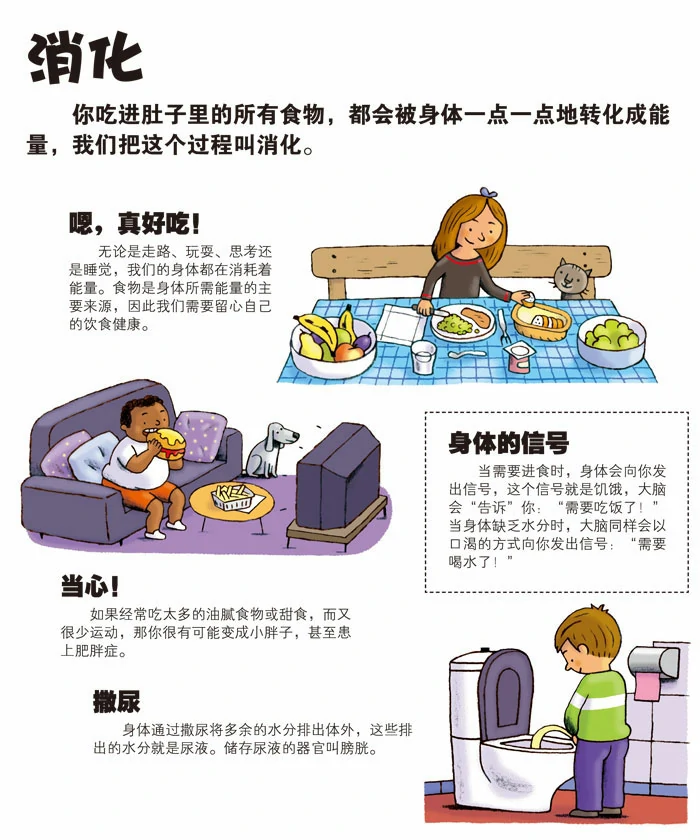 消化
你吃进肚子里的所有食物，都会被身体一点一点地转化成能
量，我们把这个过程叫消化。
嗯，真好吃！
无论是走路、玩耍、思考还
是睡觉，我们的身体都在消耗着
能量。食物是身体所需能量的主
要来源，因此我们需要留心自己
的饮食健康。
身体的信号
当需要进食时，身体会向你发
出信号，这个信号就是饥饿，大脑
会“告诉”你：“需要吃饭了！”
当身体缺乏水分时，大脑同样会以
口渴的方式向你发出信号：“需要
喝水了！”
当心！
如果经常吃太多的油腻食物或甜食，而又
很少运动，那你很有可能变成小胖子，甚至患
上肥胖症。
撒尿
身体通过撒尿将多余的水分排出体外，这些排
出的水分就是尿液。储存尿液的器官叫膀胱。